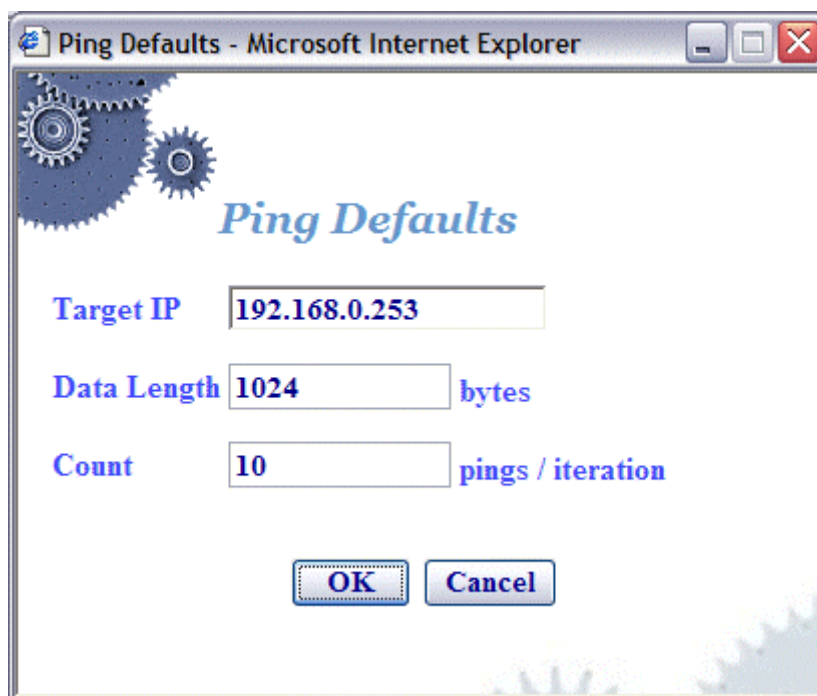 Ping Defaults - Microsoft Internet Explorer
Ping Defaults
Target IP 192.168.0.253
Data Length 1024 bytes
Count 10 pings / iteration
OK Cancel